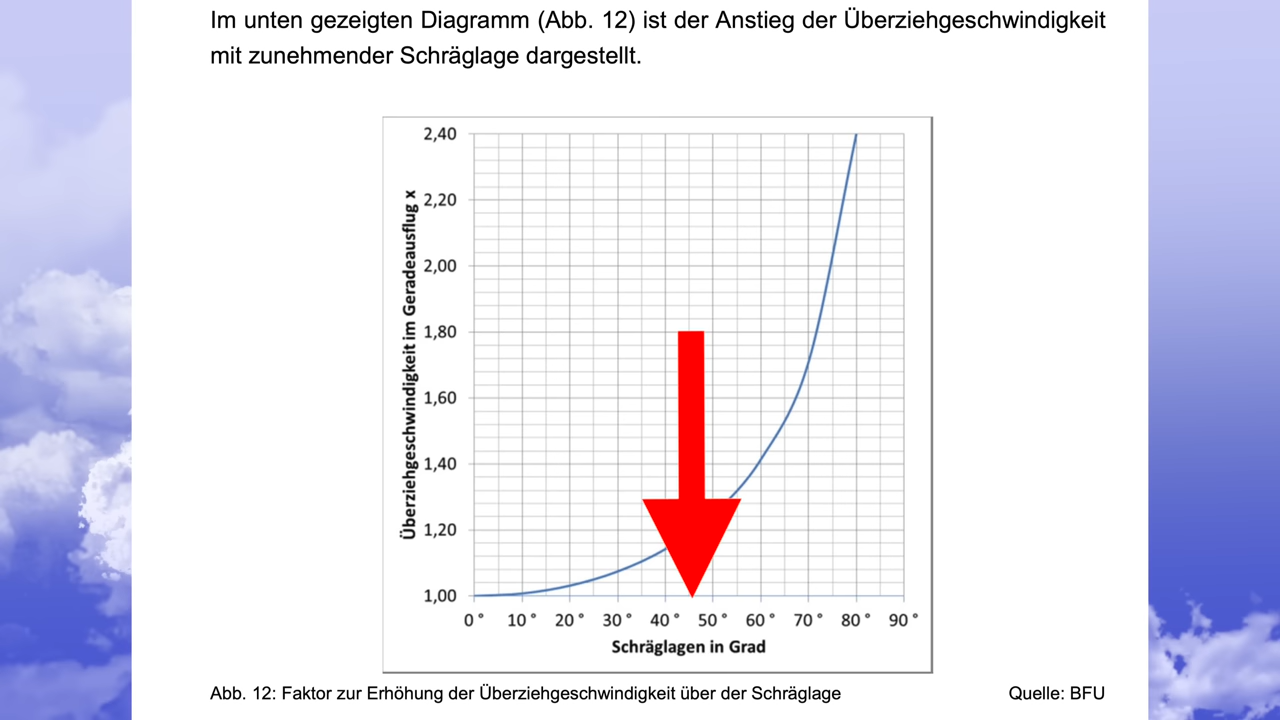 Im unten gezeigten Diagramm (Abb. 12) ist der Anstieg der Überziehgeschwindigkeit
mit zunehmender Schräglage dargestellt.
Überziehgeschwindigkeit im Geradeausflug x
2,40
2,20
2,00
1,80
1,60
1,40
1,20
1,00
0° 10° 20° 30° 40° 50° 60° 70° 80° 90°
Schräglagen in Grad
Abb. 12: Faktor zur Erhöhung der Überziehgeschwindigkeit über der Schräglage Quelle: BFU